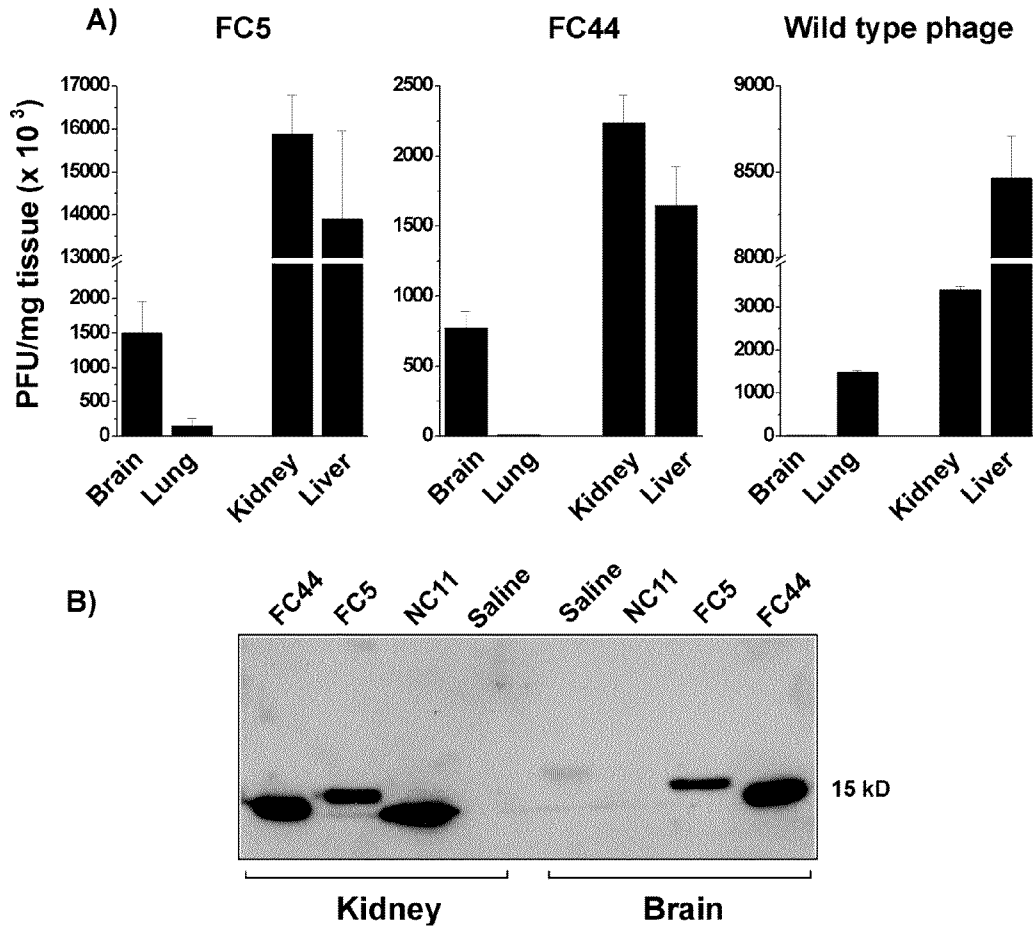 A)
FC5
FC44
Wild type phage
PFU/mg tissue (x 10 3)
17000
16000
15000
14000
13000
2000
1500
1000
500
0
Brain
Lung
Kidney
Liver
2500
2000
1500
1000
500
0
Brain
Lung
Kidney
Liver
9000
8500
8000
3000
2000
1000
0
Brain
Lung
Kidney
Liver
B)
FC44
FC5
NC11
Saline
Saline
NC11
FC5
FC44
15 kD
Kidney
Brain